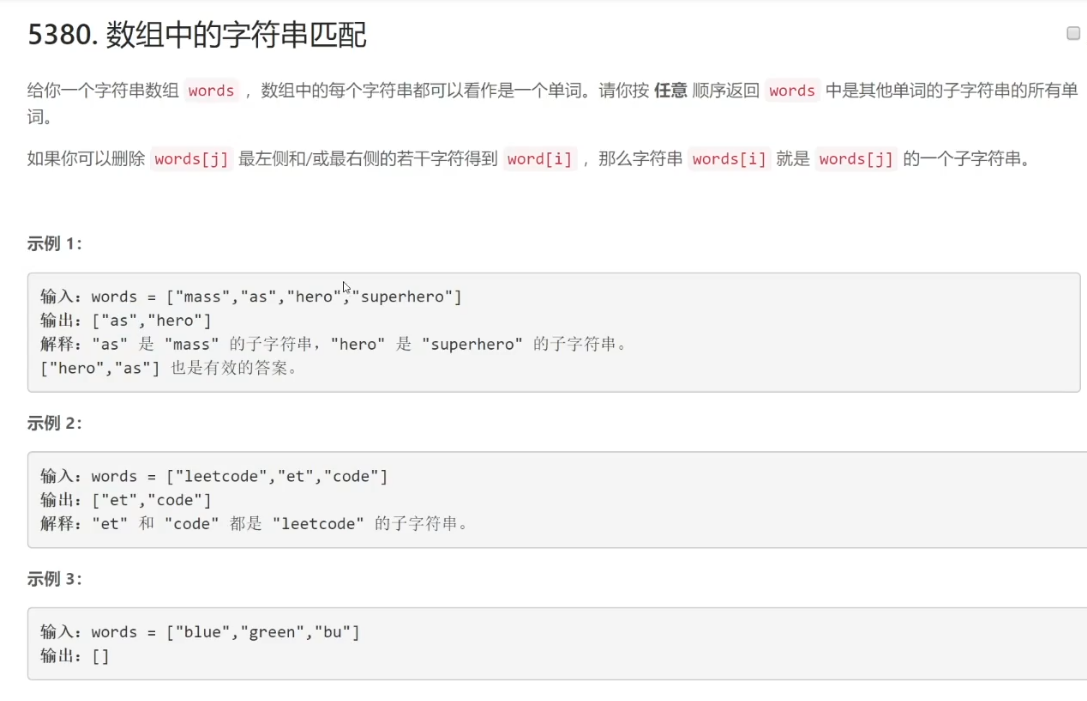 5380. 数组中的字符串匹配
给你一个字符串数组 words ，数组中的每个字符串都可以看作是一个单词。请你按 任意 顺序返回 words 中是其他单词的子字符串的所有单
词。
如果你可以删除 words[j] 最左侧和/或最右侧的若干字符得到 word[i] ，那么字符串 words[i] 就是 words[j] 的一个子字符串。
示例 1：
输入：words = ["mass","as","hero","superhero"]
输出：["as","hero"]
解释："as" 是 "mass" 的子字符串，"hero" 是 "superhero" 的子字符串。
["hero","as"] 也是有效的答案。
示例 2：
输入：words = ["leetcode","et","code"]
输出：["et","code"]
解释："et" 和 "code" 都是 "leetcode" 的子字符串。
示例 3：
输入：words = ["blue","green","bu"]
输出：[]